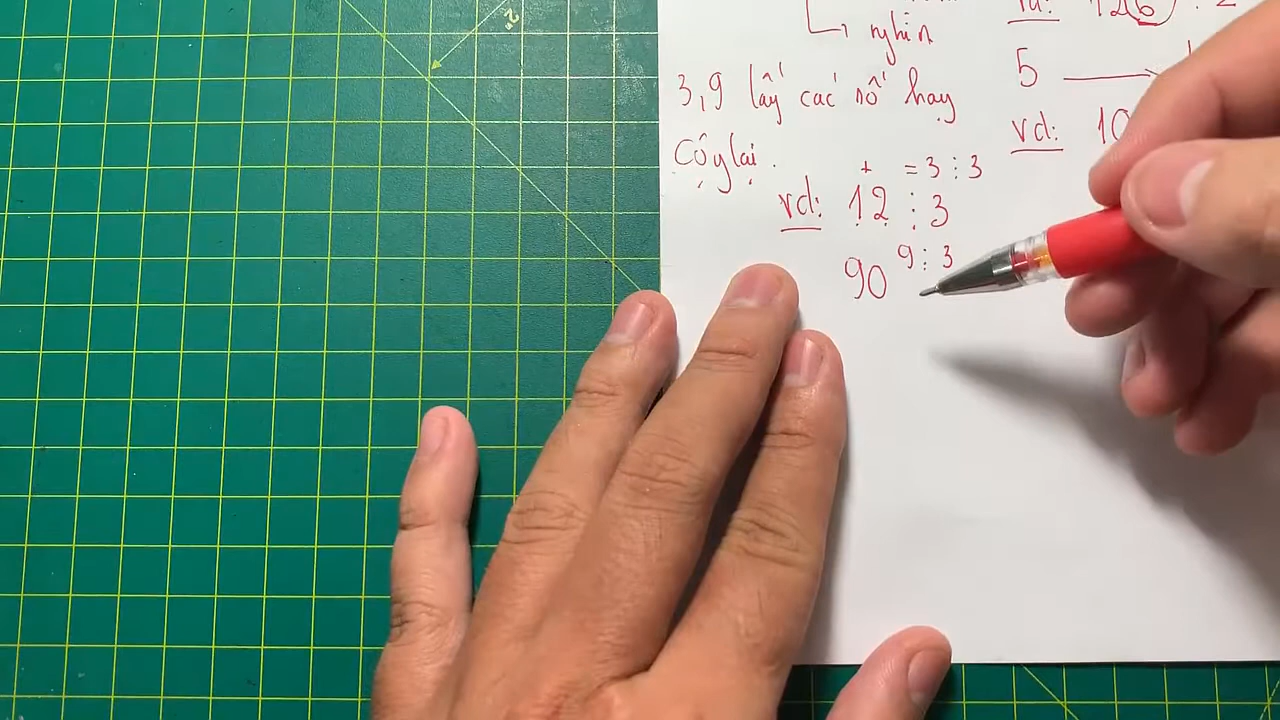 nghìn
3,9 lấy các số hay
Cộng lại.
+ = 3 ⋮ 3
vd: 12 ⋮ 3
9 ⋮ 3
90
vd: 126 ⋮ 2
5
vd: 10
2"